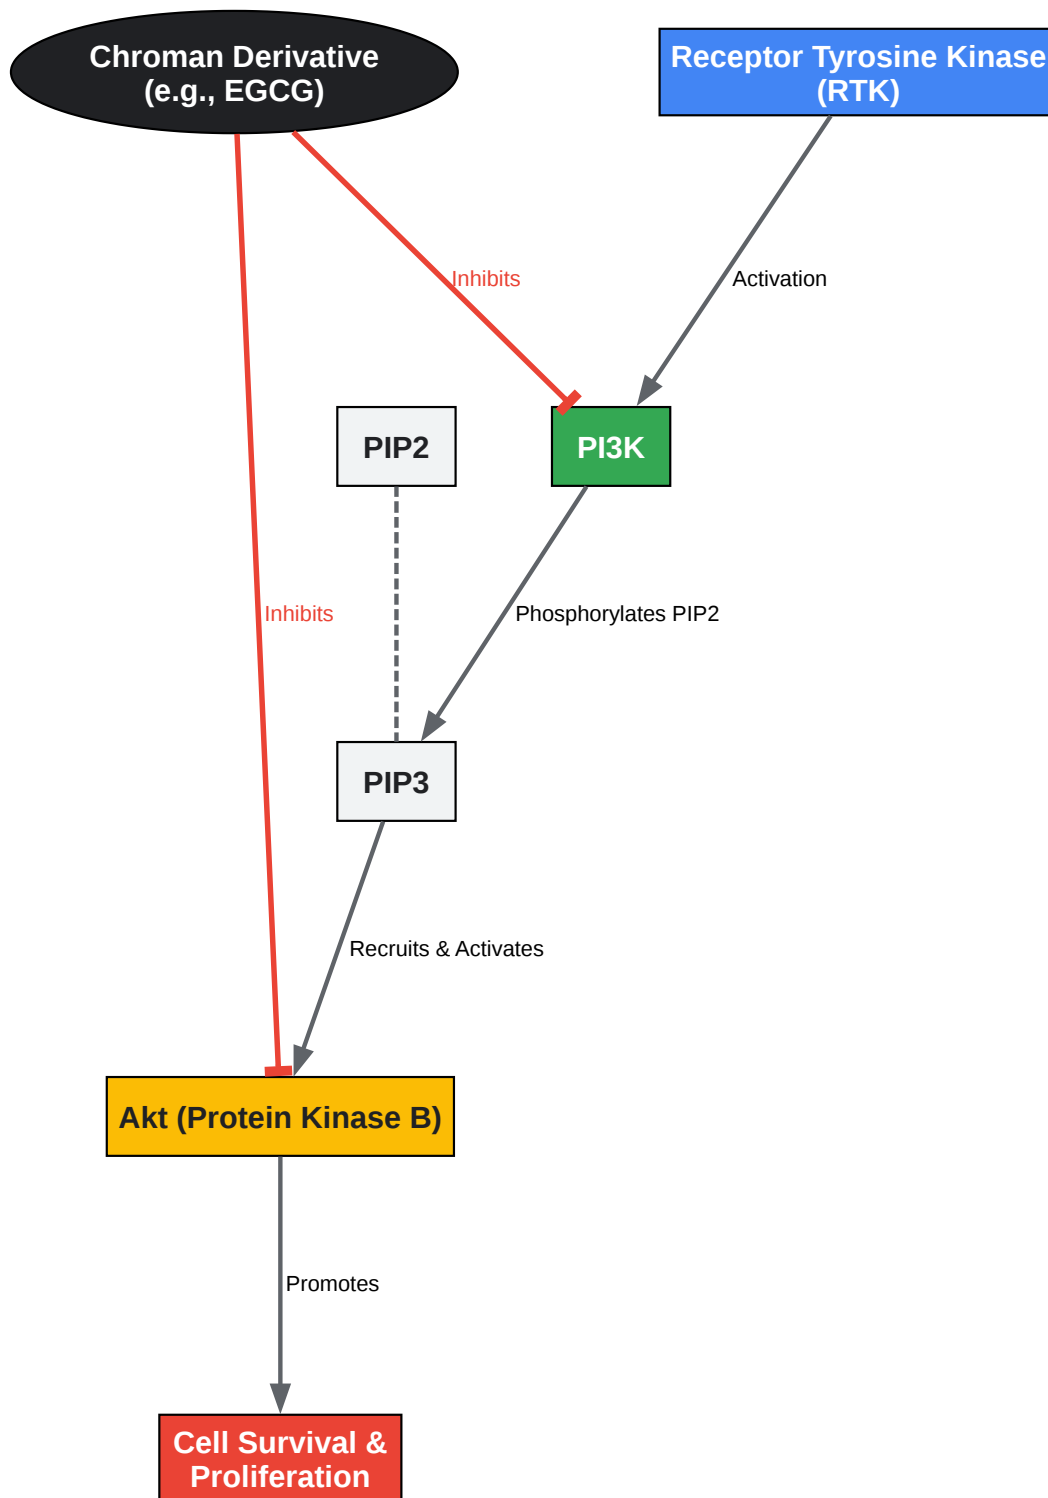 Chroman Derivative
(e.g., EGCG)
Receptor Tyrosine Kinase
(RTK)
Inhibits
Activation
PIP2
PI3K
Inhibits
Phosphorylates PIP2
PIP3
Recruits & Activates
Akt (Protein Kinase B)
Promotes
Cell Survival &
Proliferation